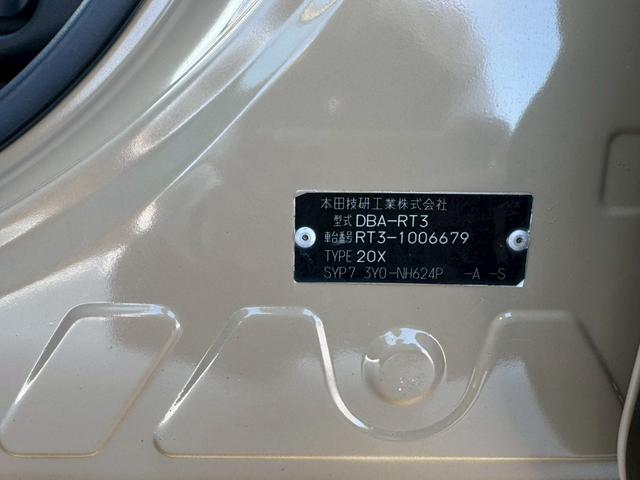 本田技研工業株式会社
型式 DBA-RT3
車台番号 RT3-1006679
TYPE 20X
SYP7 3Y0-NH624P -A -S